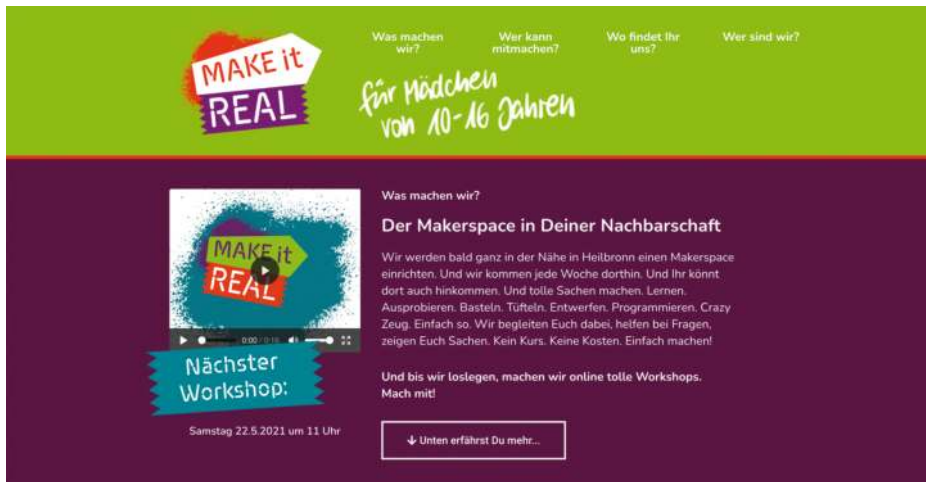 MAKE it
REAL
Was machen
wir?
Wer kann
mitmachen?
Wo findet Ihr
uns?
Wer sind wir?
für Mädchen
von 10-16 Jahren
MAKE it
REAL
0:00 / 0:16
Nächster
Workshop:
Samstag 22.5.2021 um 11 Uhr
Was machen wir?
Der Makerspace in Deiner Nachbarschaft
Wir werden bald ganz in der Nähe in Heilbronn einen Makerspace
einrichten. Und wir kommen jede Woche dorthin. Und Ihr könnt
dort auch hinkommen. Und tolle Sachen machen. Lernen.
Ausprobieren. Basteln. Tüfteln. Entwerfen. Programmieren. Crazy
Zeug. Einfach so. Wir begleiten Euch dabei, helfen bei Fragen,
zeigen Euch Sachen. Kein Kurs. Keine Kosten. Einfach machen!
Und bis wir loslegen, machen wir online tolle Workshops.
Mach mit!
↓ Unten erfährst Du mehr...